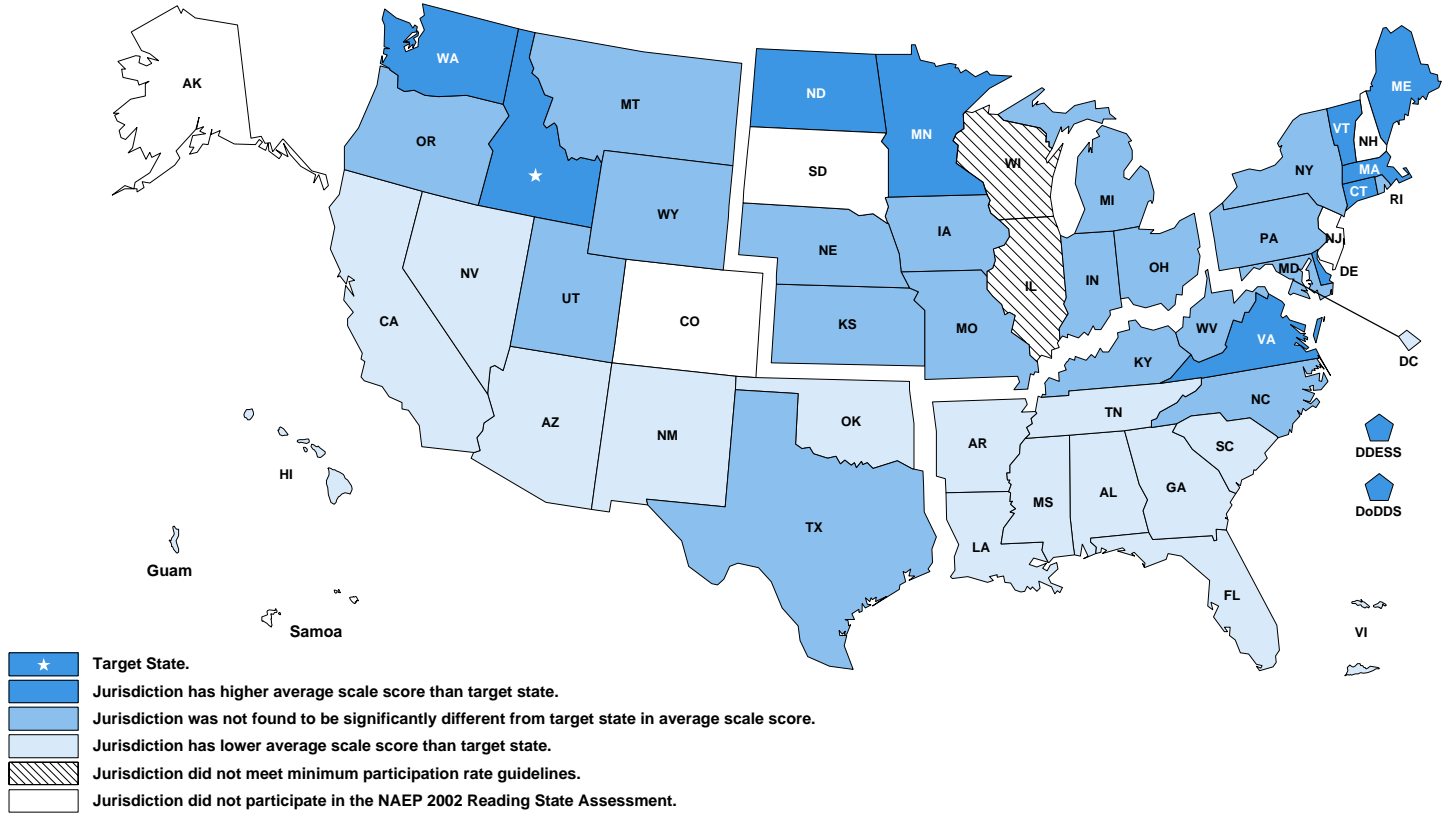 WA
AK
MT
ND
ME
MN
VT
OR
NH
WI
SD
MA
NY
CT
RI
WY
MI
IA
PA
NJ
NE
OH
NV
MD
DE
IN
IL
UT
CA
CO
KS
MO
WV
VA
KY
DC
NC
TN
AZ
OK
NM
AR
SC
DDESS
HI
GA
MS
AL
DoDDS
TX
LA
Guam
FL
Samoa
VI
Target State.
Jurisdiction has higher average scale score than target state.
Jurisdiction was not found to be significantly different from target state in average scale score.
Jurisdiction has lower average scale score than target state.
Jurisdiction did not meet minimum participation rate guidelines.
Jurisdiction did not participate in the NAEP 2002 Reading State Assessment.